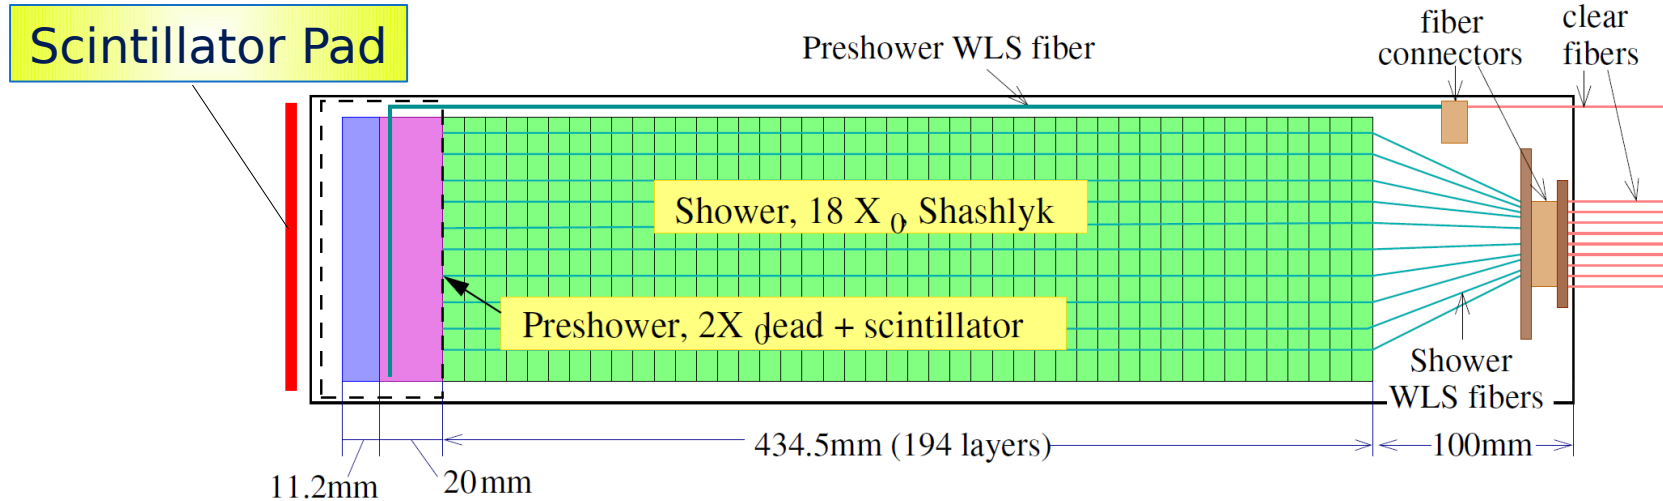 Scintillator Pad
Preshower WLS fiber
fiber
connectors
clear
fibers
Shower, 18 X 0, Shashlyk
Preshower, 2X 0 lead + scintillator
Shower
WLS fibers
434.5mm (194 layers)
100mm
11.2mm
20mm